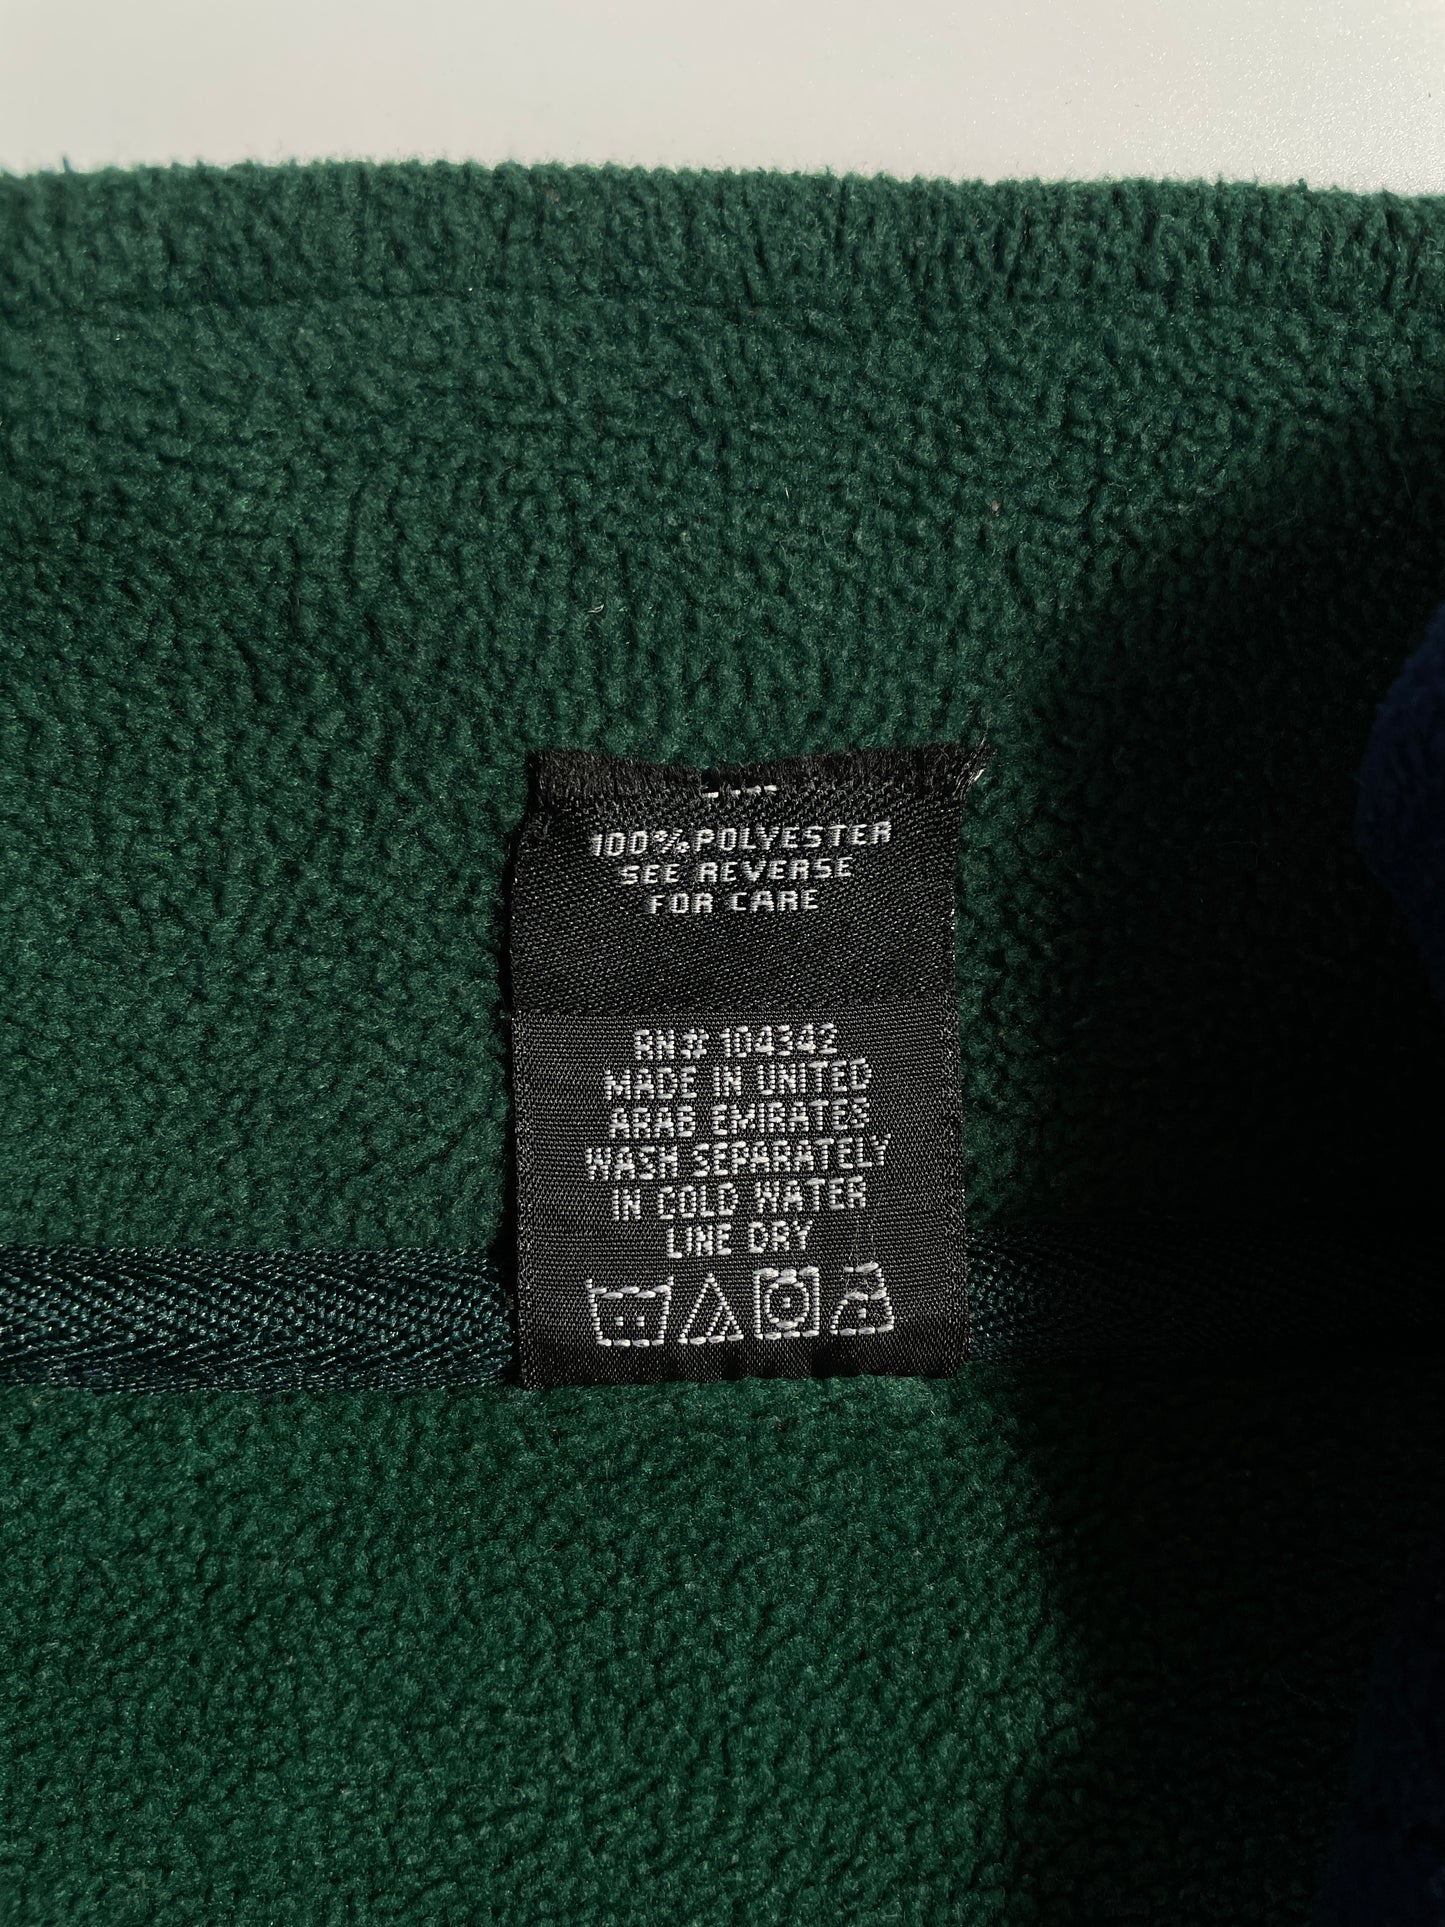 100% POLYESTER
SEE REVERSE
FOR CARE
RN# 104342
MADE IN UNITED
ARAB EMIRATES
WASH SEPARATELY
IN COLD WATER
LINE DRY